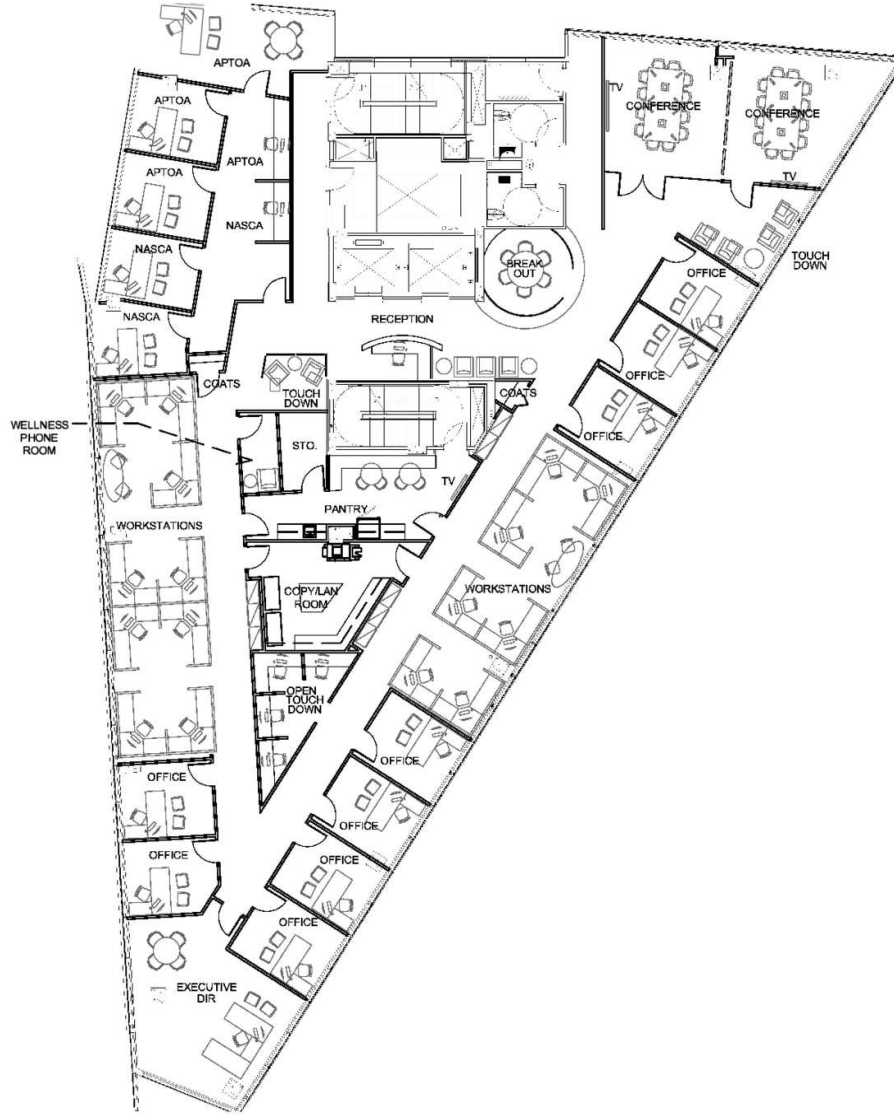 APTOA
APTOA
APTOA
APTOA
NASCA
NASCA
NASCA
TV
CONFERENCE
CONFERENCE
TV
TOUCH
DOWN
BREAK
OUT
OFFICE
RECEPTION
OFFICE
OFFICE
COATS
TOUCH
DOWN
COATS
WELLNESS
PHONE
ROOM
STO.
TV
PANTRY
WORKSTATIONS
COPY/LAN
ROOM
WORKSTATIONS
OPEN
TOUCH
DOWN
OFFICE
OFFICE
OFFICE
OFFICE
OFFICE
OFFICE
EXECUTIVE
DIR